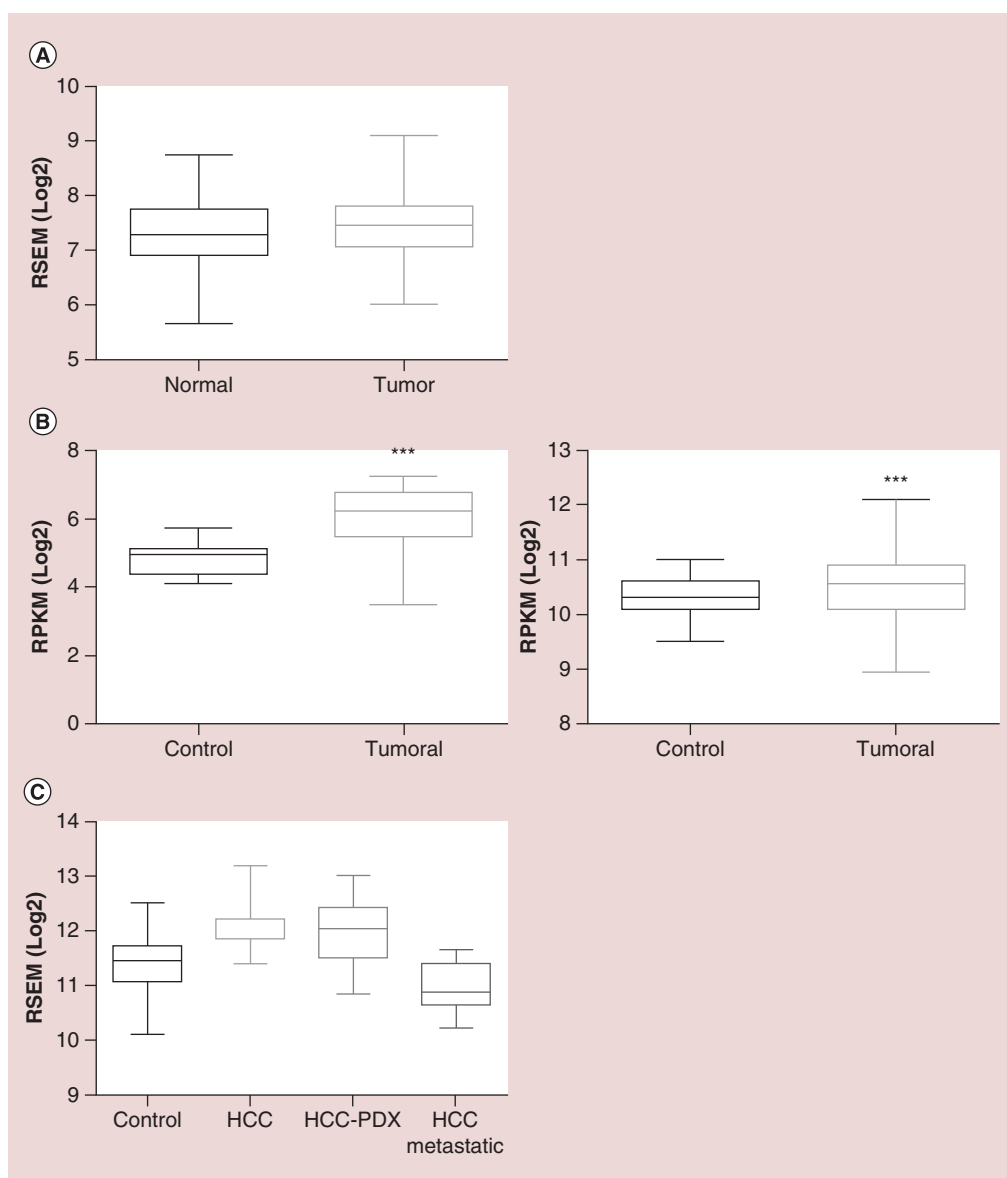 A
RSEM (Log2)
10
9
8
7
6
5
Normal Tumor
B
RPKM (Log2)
8
6
4
2
0
***
Control Tumoral
RPKM (Log2)
13
12
11
10
9
8
***
Control Tumoral
C
RSEM (Log2)
14
13
12
11
10
9
Control HCC HCC-PDX HCC
metastatic